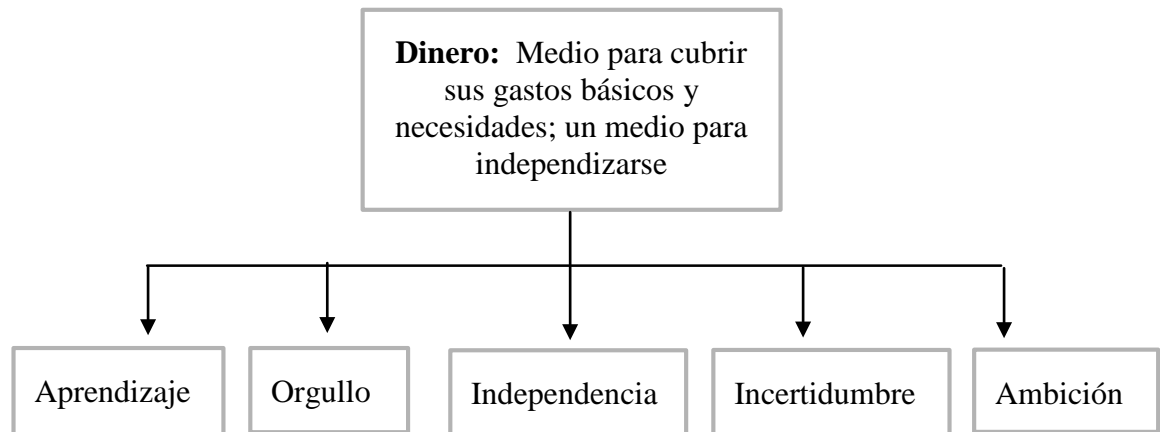 Dinero: Medio para cubrir
sus gastos básicos y
necesidades; un medio para
independizarse
Aprendizaje
Orgullo
Independencia
Incertidumbre
Ambición